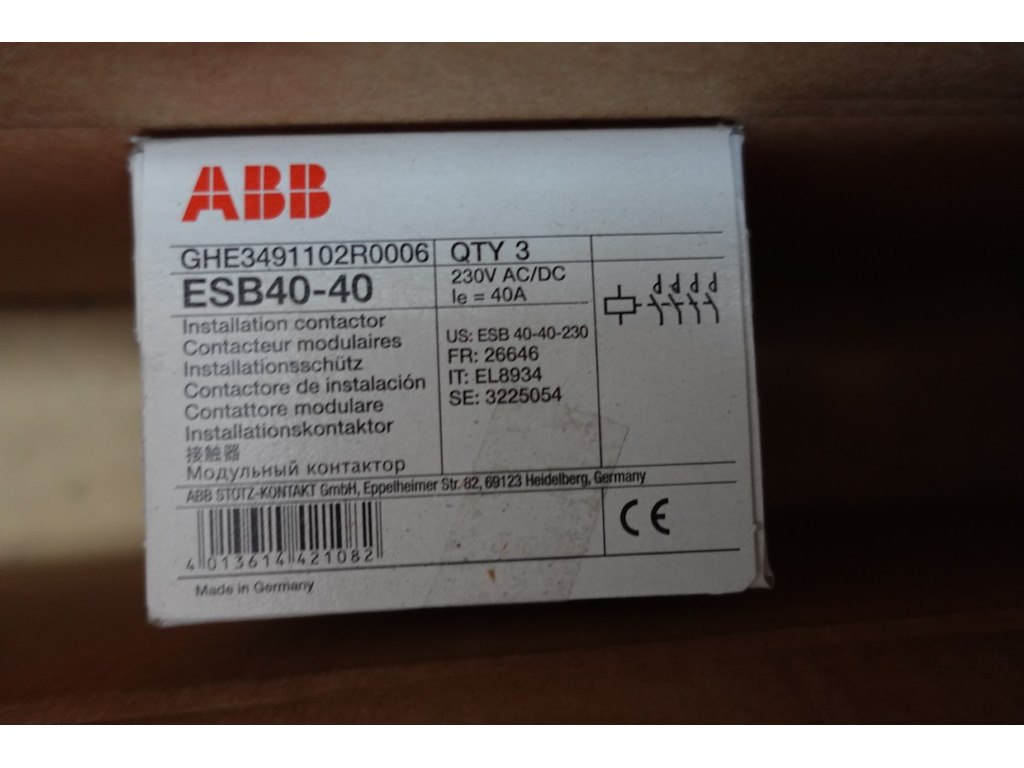 ABB
GHE3491102R0006
ESB40-40
Installation contactor
Contacteur modulaires
Installationsschütz
Contactore de instalación
Contattore modulare
Installationskontaktor
接触器
Модульный контактор
QTY 3
230V AC/DC
Ie = 40A
US: ESB 40-40-230
FR: 26646
IT: EL8934
SE: 3225054
ABB STOTZ-KONTAKT GmbH, Eppelheimer Str. 82, 69123 Heidelberg, Germany
4 013614 421082
CE
Made in Germany